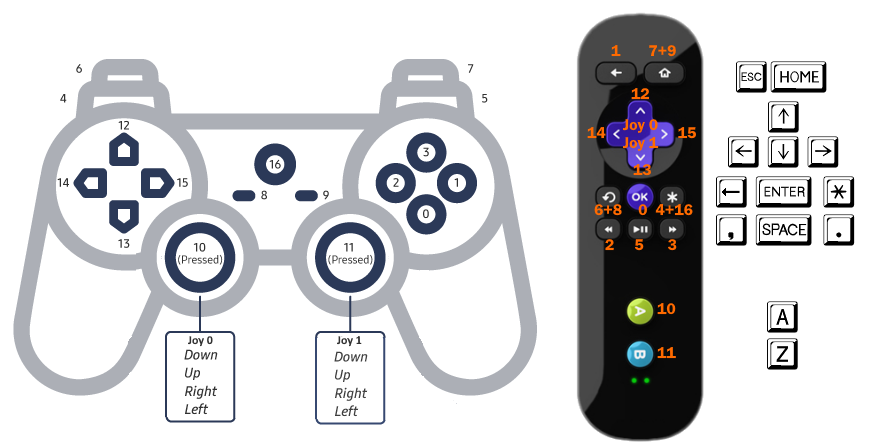 6
7
4
5
12
3
14
15
16
2
1
8
9
13
0
10
(Pressed)
11
(Pressed)
Joy 0
Down
Up
Right
Left
Joy 1
Down
Up
Right
Left
1
7+9
12
Joy 0
14
15
Joy 1
13
OK
6+8
0
4+16
2
5
3
A
10
B
11
ESC
HOME
↑
←
↓
→
←
ENTER
*
,
SPACE
.
A
Z